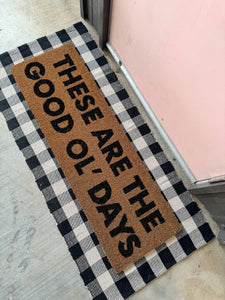 THESE ARE THE
GOOD OL' DAYS